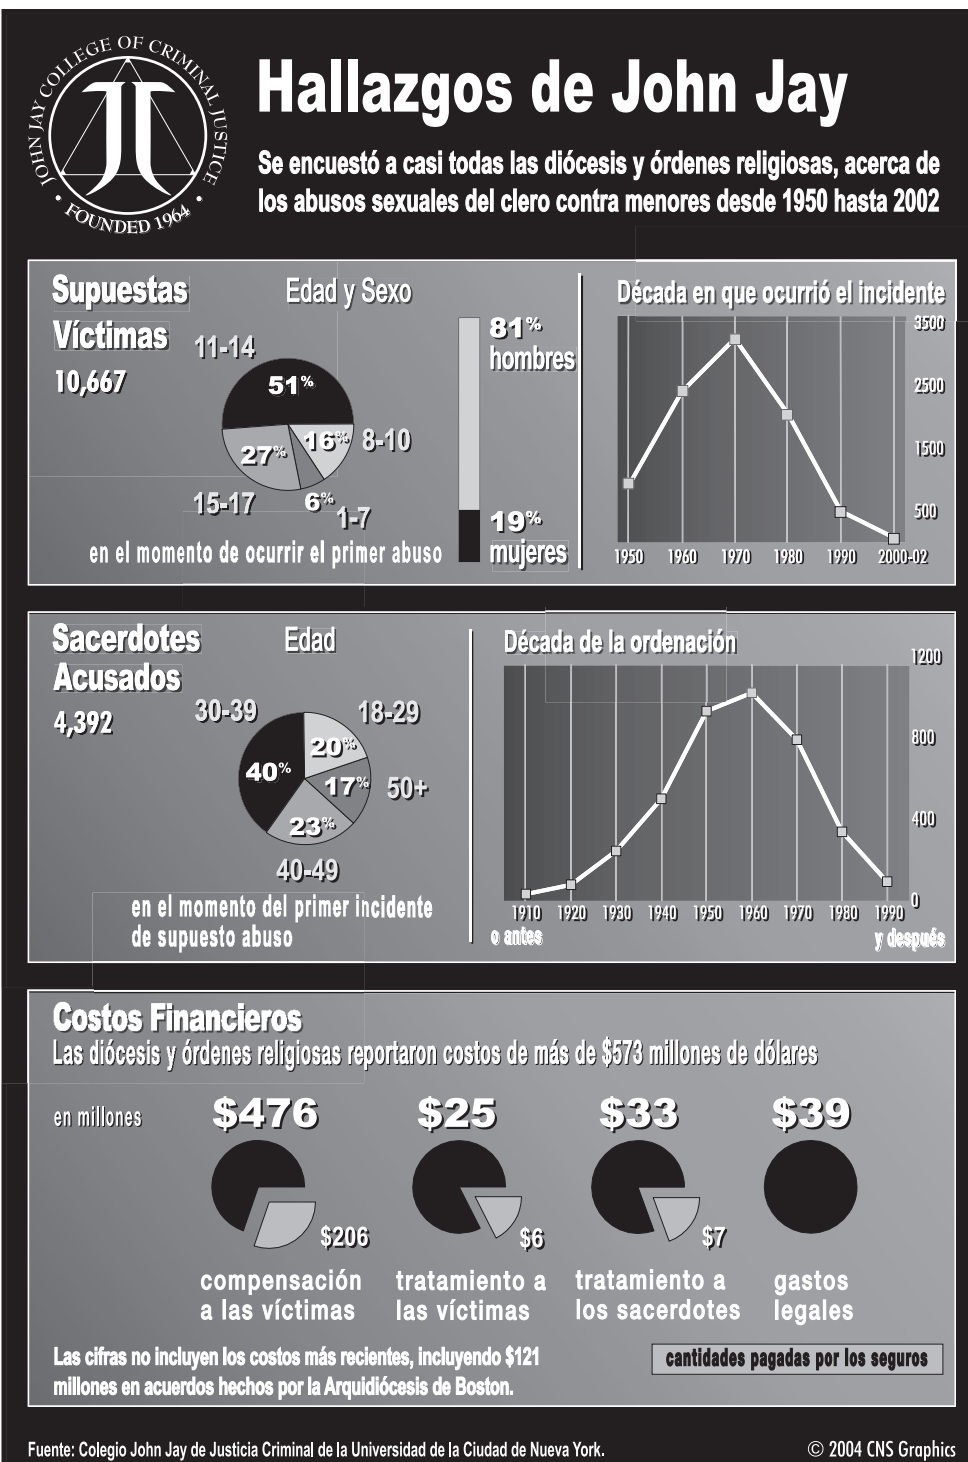 JOHN JAY COLLEGE OF CRIMINAL JUSTICE
• FOUNDED 1964 •
JJ
Hallazgos de John Jay
Se encuestó a casi todas las diócesis y órdenes religiosas, acerca de
los abusos sexuales del clero contra menores desde 1950 hasta 2002
Supuestas
Víctimas
10,667
Edad y Sexo
11-14
51%
16%
8-10
27%
15-17
6%
1-7
en el momento de ocurrir el primer abuso
81%
hombres
19%
mujeres
Década en que ocurrió el incidente
3500
2500
1500
500
1950 1960 1970 1980 1990 2000-02
Sacerdotes
Acusados
4,392
Edad
30-39
18-29
20%
40%
17%
50+
23%
40-49
en el momento del primer incidente
de supuesto abuso
Década de la ordenación
1200
800
400
0
1910 1920 1930 1940 1950 1960 1970 1980 1990
o antes y después
Costos Financieros
Las diócesis y órdenes religiosas reportaron costos de más de $573 millones de dólares
en millones
$476 $25 $33 $39
$206 $6 $7
compensación
a las víctimas
tratamiento a
las víctimas
tratamiento a
los sacerdotes
gastos
legales
Las cifras no incluyen los costos más recientes, incluyendo $121
millones en acuerdos hechos por la Arquidiócesis de Boston.
cantidades pagadas por los seguros
Fuente: Colegio John Jay de Justicia Criminal de la Universidad de la Ciudad de Nueva York.
© 2004 CNS Graphics